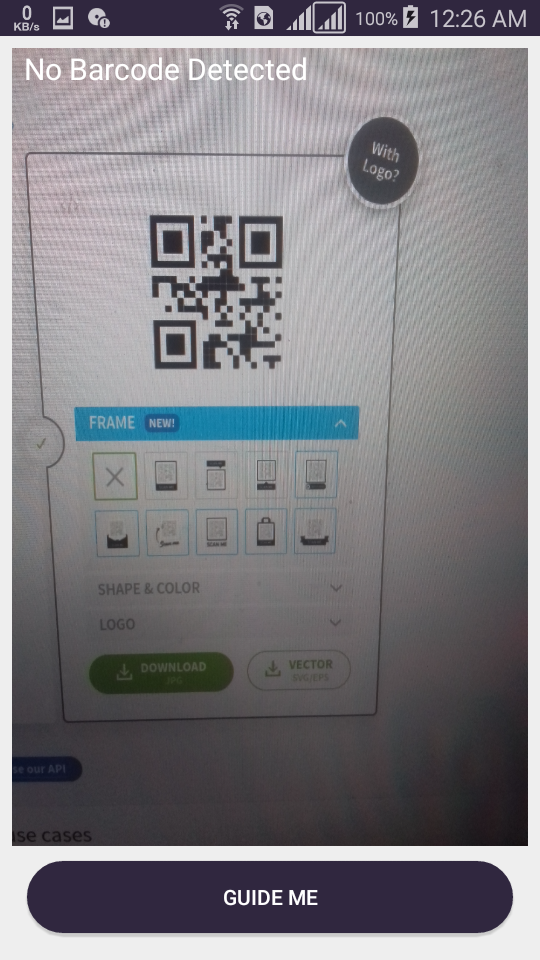 0
KB/s
100%
12:26 AM
No Barcode Detected
With
Logo?
FRAME NEW!
SCAN ME
SHAPE & COLOR
LOGO
DOWNLOAD
JPG
VECTOR
SVG/EPS
se our API
use cases
GUIDE ME